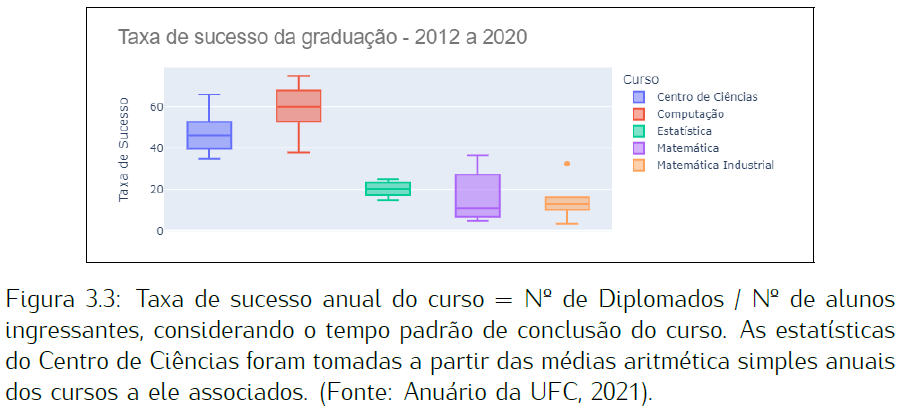 Taxa de sucesso da graduação - 2012 a 2020
Taxa de Sucesso
60
40
20
0
Curso
Centro de Ciências
Computação
Estatística
Matemática
Matemática Industrial
Figura 3.3: Taxa de sucesso anual do curso = Nº de Diplomados / Nº de alunos
ingressantes, considerando o tempo padrão de conclusão do curso. As estatísticas
do Centro de Ciências foram tomadas a partir das médias aritmética simples anuais
dos cursos a ele associados. (Fonte: Anuário da UFC, 2021).